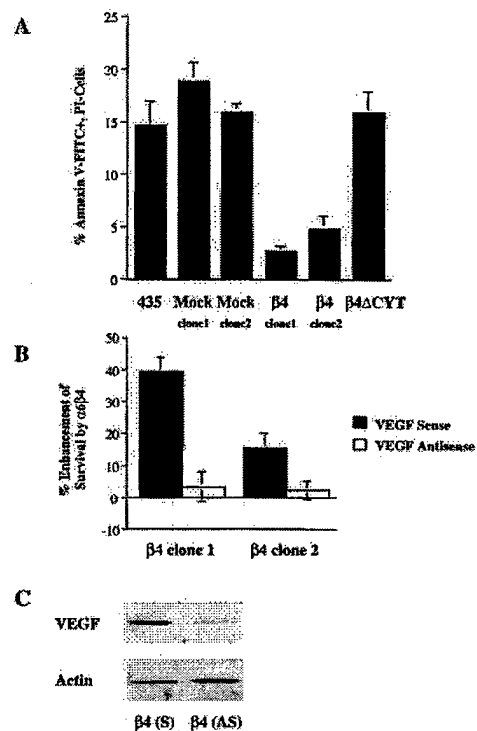 A
% Annexin V-FITC+, PI-Cells
20
15
10
5
0
435 Mock Mock β4 β4 β4ΔCYT
clone1 clone2 clone1 clone2
B
% Enhancement of
Survival by α6β4
50
40
30
20
10
0
-10
VEGF Sense
VEGF Antisense
β4 clone 1 β4 clone 2
C
VEGF
Actin
β4 (S) β4 (AS)